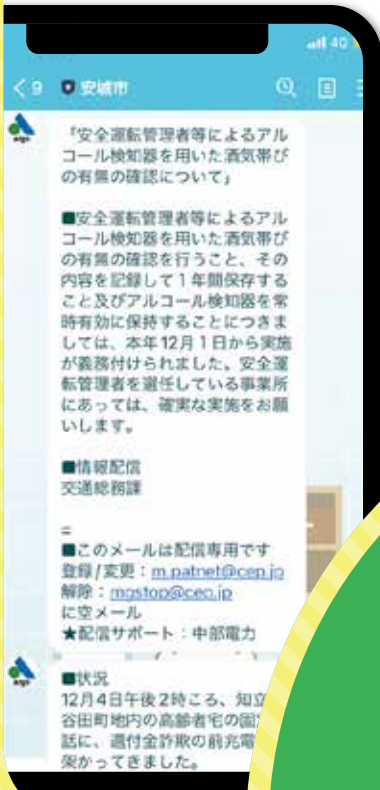 40
9 安城市
「安全運転管理者等によるアル
コール検知器を用いた酒気帯び
の有無の確認について」
■安全運転管理者等によるアル
コール検知器を用いた酒気帯び
の有無の確認を行うこと、その
内容を記録して1年間保存する
こと及びアルコール検知器を常
時有効に保持することにつきま
しては、本年12月1日から実施
が義務付けられました。安全運
転管理者を選任している事業所
にあっては、確実な実施をお願
いします。
■情報配信
交通総務課
=
■このメールは配信専用です
登録/変更：m.patnet@cep.jp
解除：mgstop@cep.jp
に空メール
★配信サポート：中部電力
■状況
12月4日午後2時ころ、知立
谷田町地内の高齢者宅の固
話に、還付金詐欺の前兆電
架かってきました。